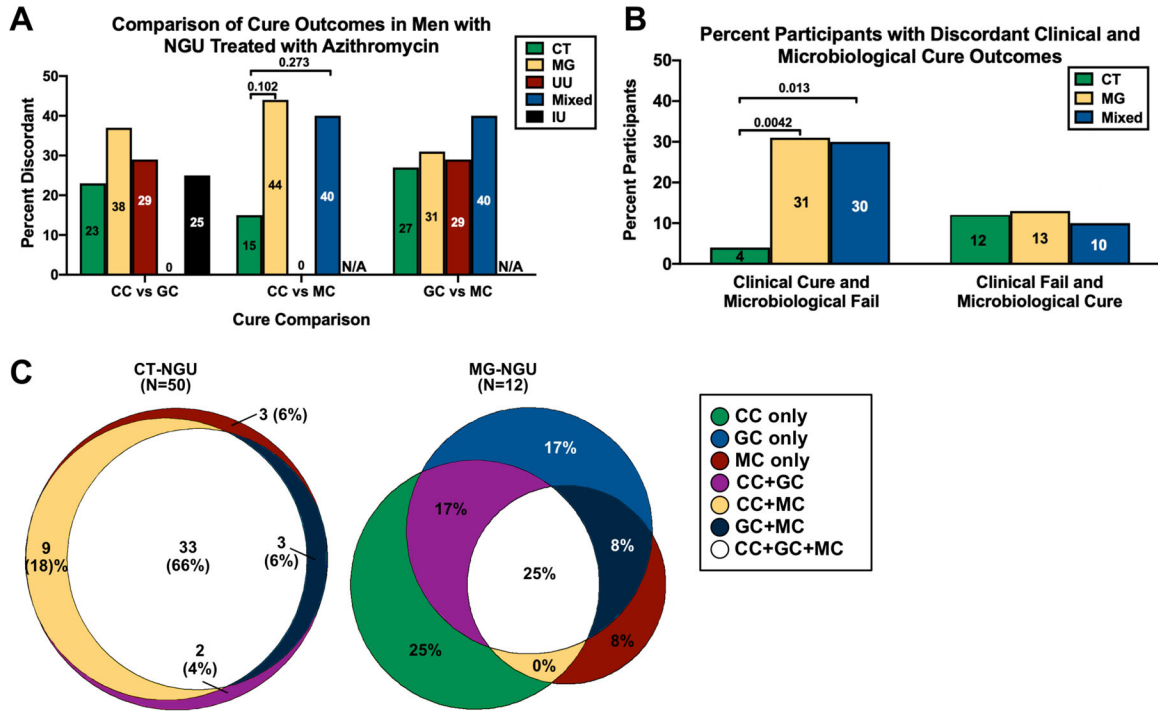 A
Comparison of Cure Outcomes in Men with
NGU Treated with Azithromycin
CT
MG
UU
Mixed
IU
Percent Discordant
50
40
30
20
10
0
0.273
0.102
23
38
29
0
25
15
44
0
40
N/A
27
31
29
40
N/A
CC vs GC
CC vs MC
GC vs MC
Cure Comparison
B
Percent Participants with Discordant Clinical and
Microbiological Cure Outcomes
CT
MG
Mixed
Percent Participants
50
40
30
20
10
0
0.013
0.0042
4
31
30
12
13
10
Clinical Cure and
Microbiological Fail
Clinical Fail and
Microbiological Cure
C
CT-NGU
(N=50)
3 (6%)
9
(18)%
33
(66%)
3
(6%)
2
(4%)
MG-NGU
(N=12)
17%
17%
8%
25%
25%
0%
8%
CC only
GC only
MC only
CC+GC
CC+MC
GC+MC
CC+GC+MC